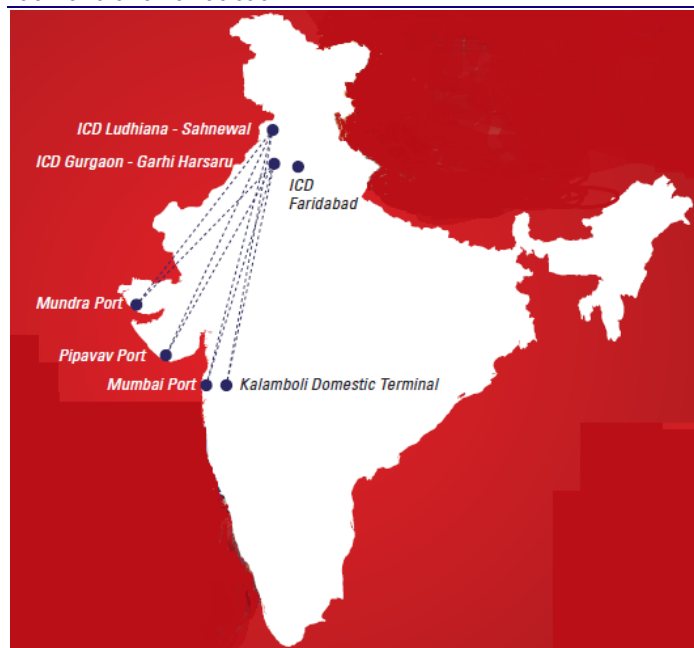 ICD Ludhiana - Sahnewal
ICD Gurgaon - Garhi Harsaru
ICD
Faridabad
Mundra Port
Pipavav Port
Mumbai Port
Kalamboli Domestic Terminal